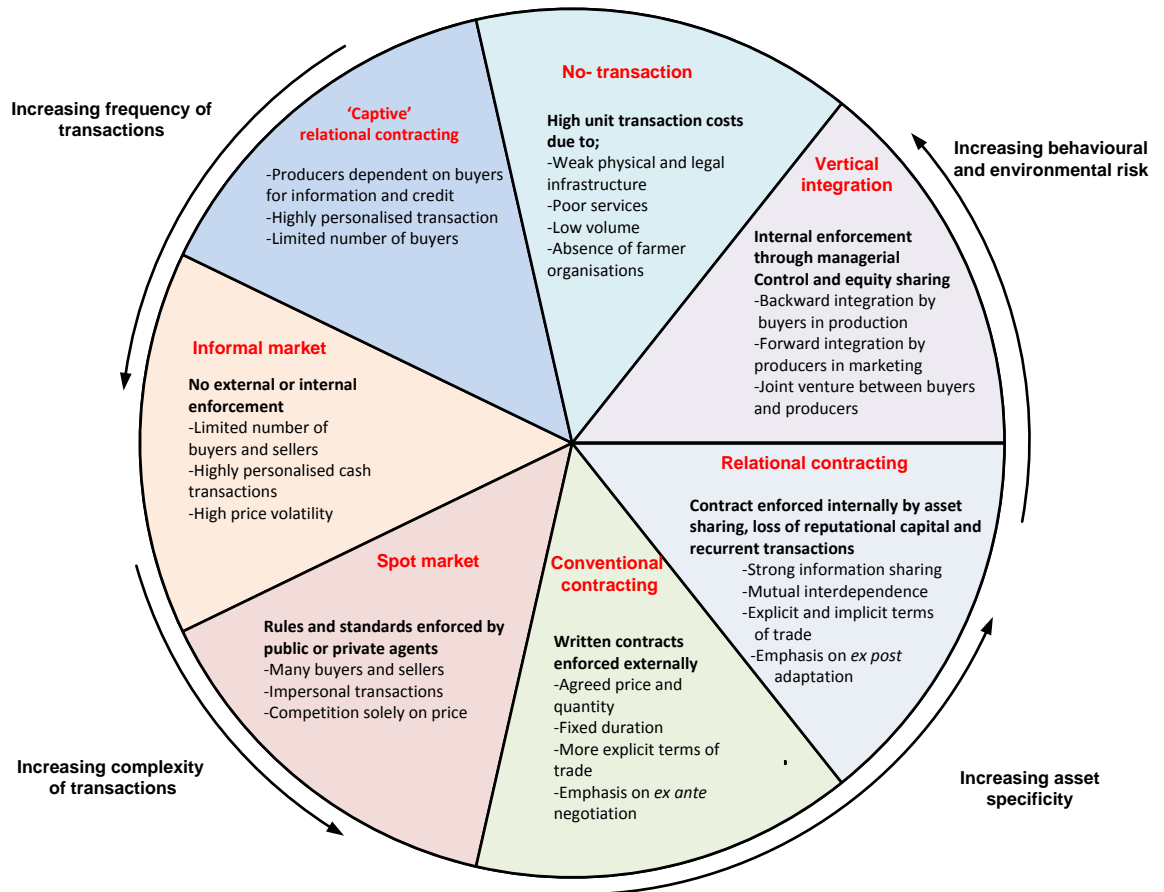 No- transaction
High unit transaction costs
due to;
-Weak physical and legal
infrastructure
-Poor services
-Low volume
-Absence of farmer
organisations
Increasing behavioural
and environmental risk
Vertical
integration
Internal enforcement
through managerial
Control and equity sharing
-Backward integration by
buyers in production
-Forward integration by
producers in marketing
-Joint venture between buyers
and producers
Relational contracting
Contract enforced internally by asset
sharing, loss of reputational capital and
recurrent transactions
-Strong information sharing
-Mutual interdependence
-Explicit and implicit terms
of trade
-Emphasis on ex post
adaptation
Increasing asset
specificity
Conventional
contracting
Written contracts
enforced externally
-Agreed price and
quantity
-Fixed duration
-More explicit terms of
trade
-Emphasis on ex ante
negotiation
Spot market
Rules and standards enforced by
public or private agents
-Many buyers and sellers
-Impersonal transactions
-Competition solely on price
Increasing complexity
of transactions
Informal market
No external or internal
enforcement
-Limited number of
buyers and sellers
-Highly personalised cash
transactions
-High price volatility
Increasing frequency of
transactions
‘Captive’
relational contracting
-Producers dependent on buyers
for information and credit
-Highly personalised transaction
-Limited number of buyers